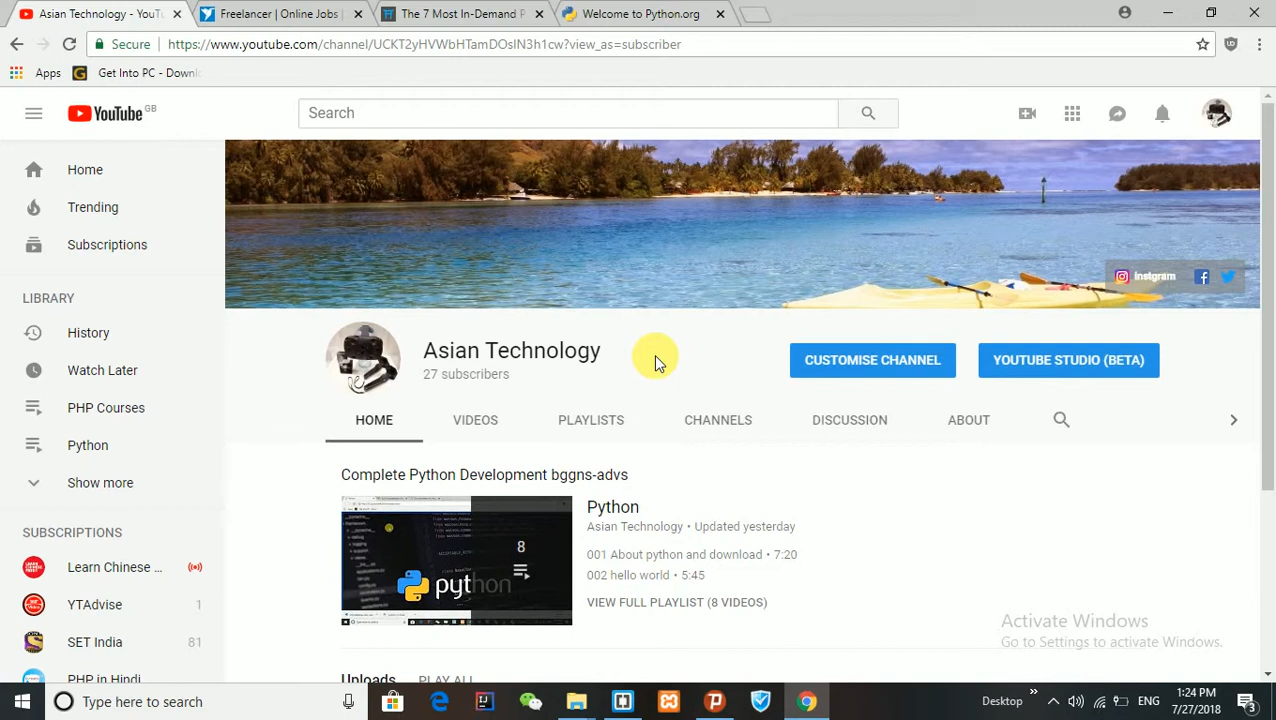 Asian Technology - YouTu
Freelancer | Online Jobs |
The 7 Most In-Demand P
Welcome to Python.org
Secure
https://www.youtube.com/channel/UCKT2yHVWbHTamDOsIN3h1cw?view_as=subscriber
Apps
Get Into PC - Downl
YouTube GB
Search
Home
Trending
Subscriptions
LIBRARY
History
Watch Later
PHP Courses
Python
Show more
SUBSCRIPTIONS
Learn Chinese ...
YTAdvise 1
SET India 81
PHP in Hindi
Instgram
Asian Technology
27 subscribers
CUSTOMISE CHANNEL
YOUTUBE STUDIO (BETA)
HOME VIDEOS PLAYLISTS CHANNELS DISCUSSION ABOUT
Complete Python Development bggns-advs
8
python
Python
Asian Technology • Updated yesterday
001 About python and download • 7:20
002 hello world • 5:45
VIEW FULL PLAYLIST (8 VIDEOS)
Uploads PLAY ALL
Activate Windows
Go to Settings to activate Windows.
Type here to search
Desktop
ENG
1:24 PM
7/27/2018
3